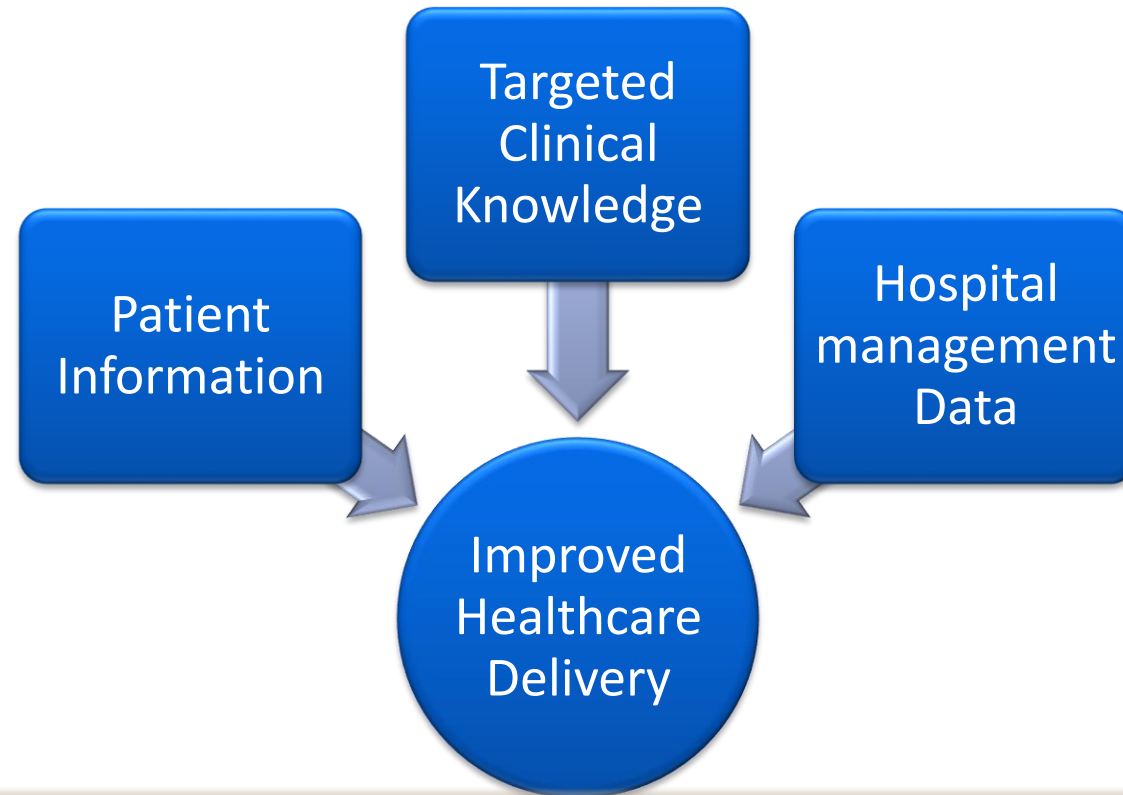 Targeted
Clinical
Knowledge
Patient
Information
Hospital
management
Data
Improved
Healthcare
Delivery